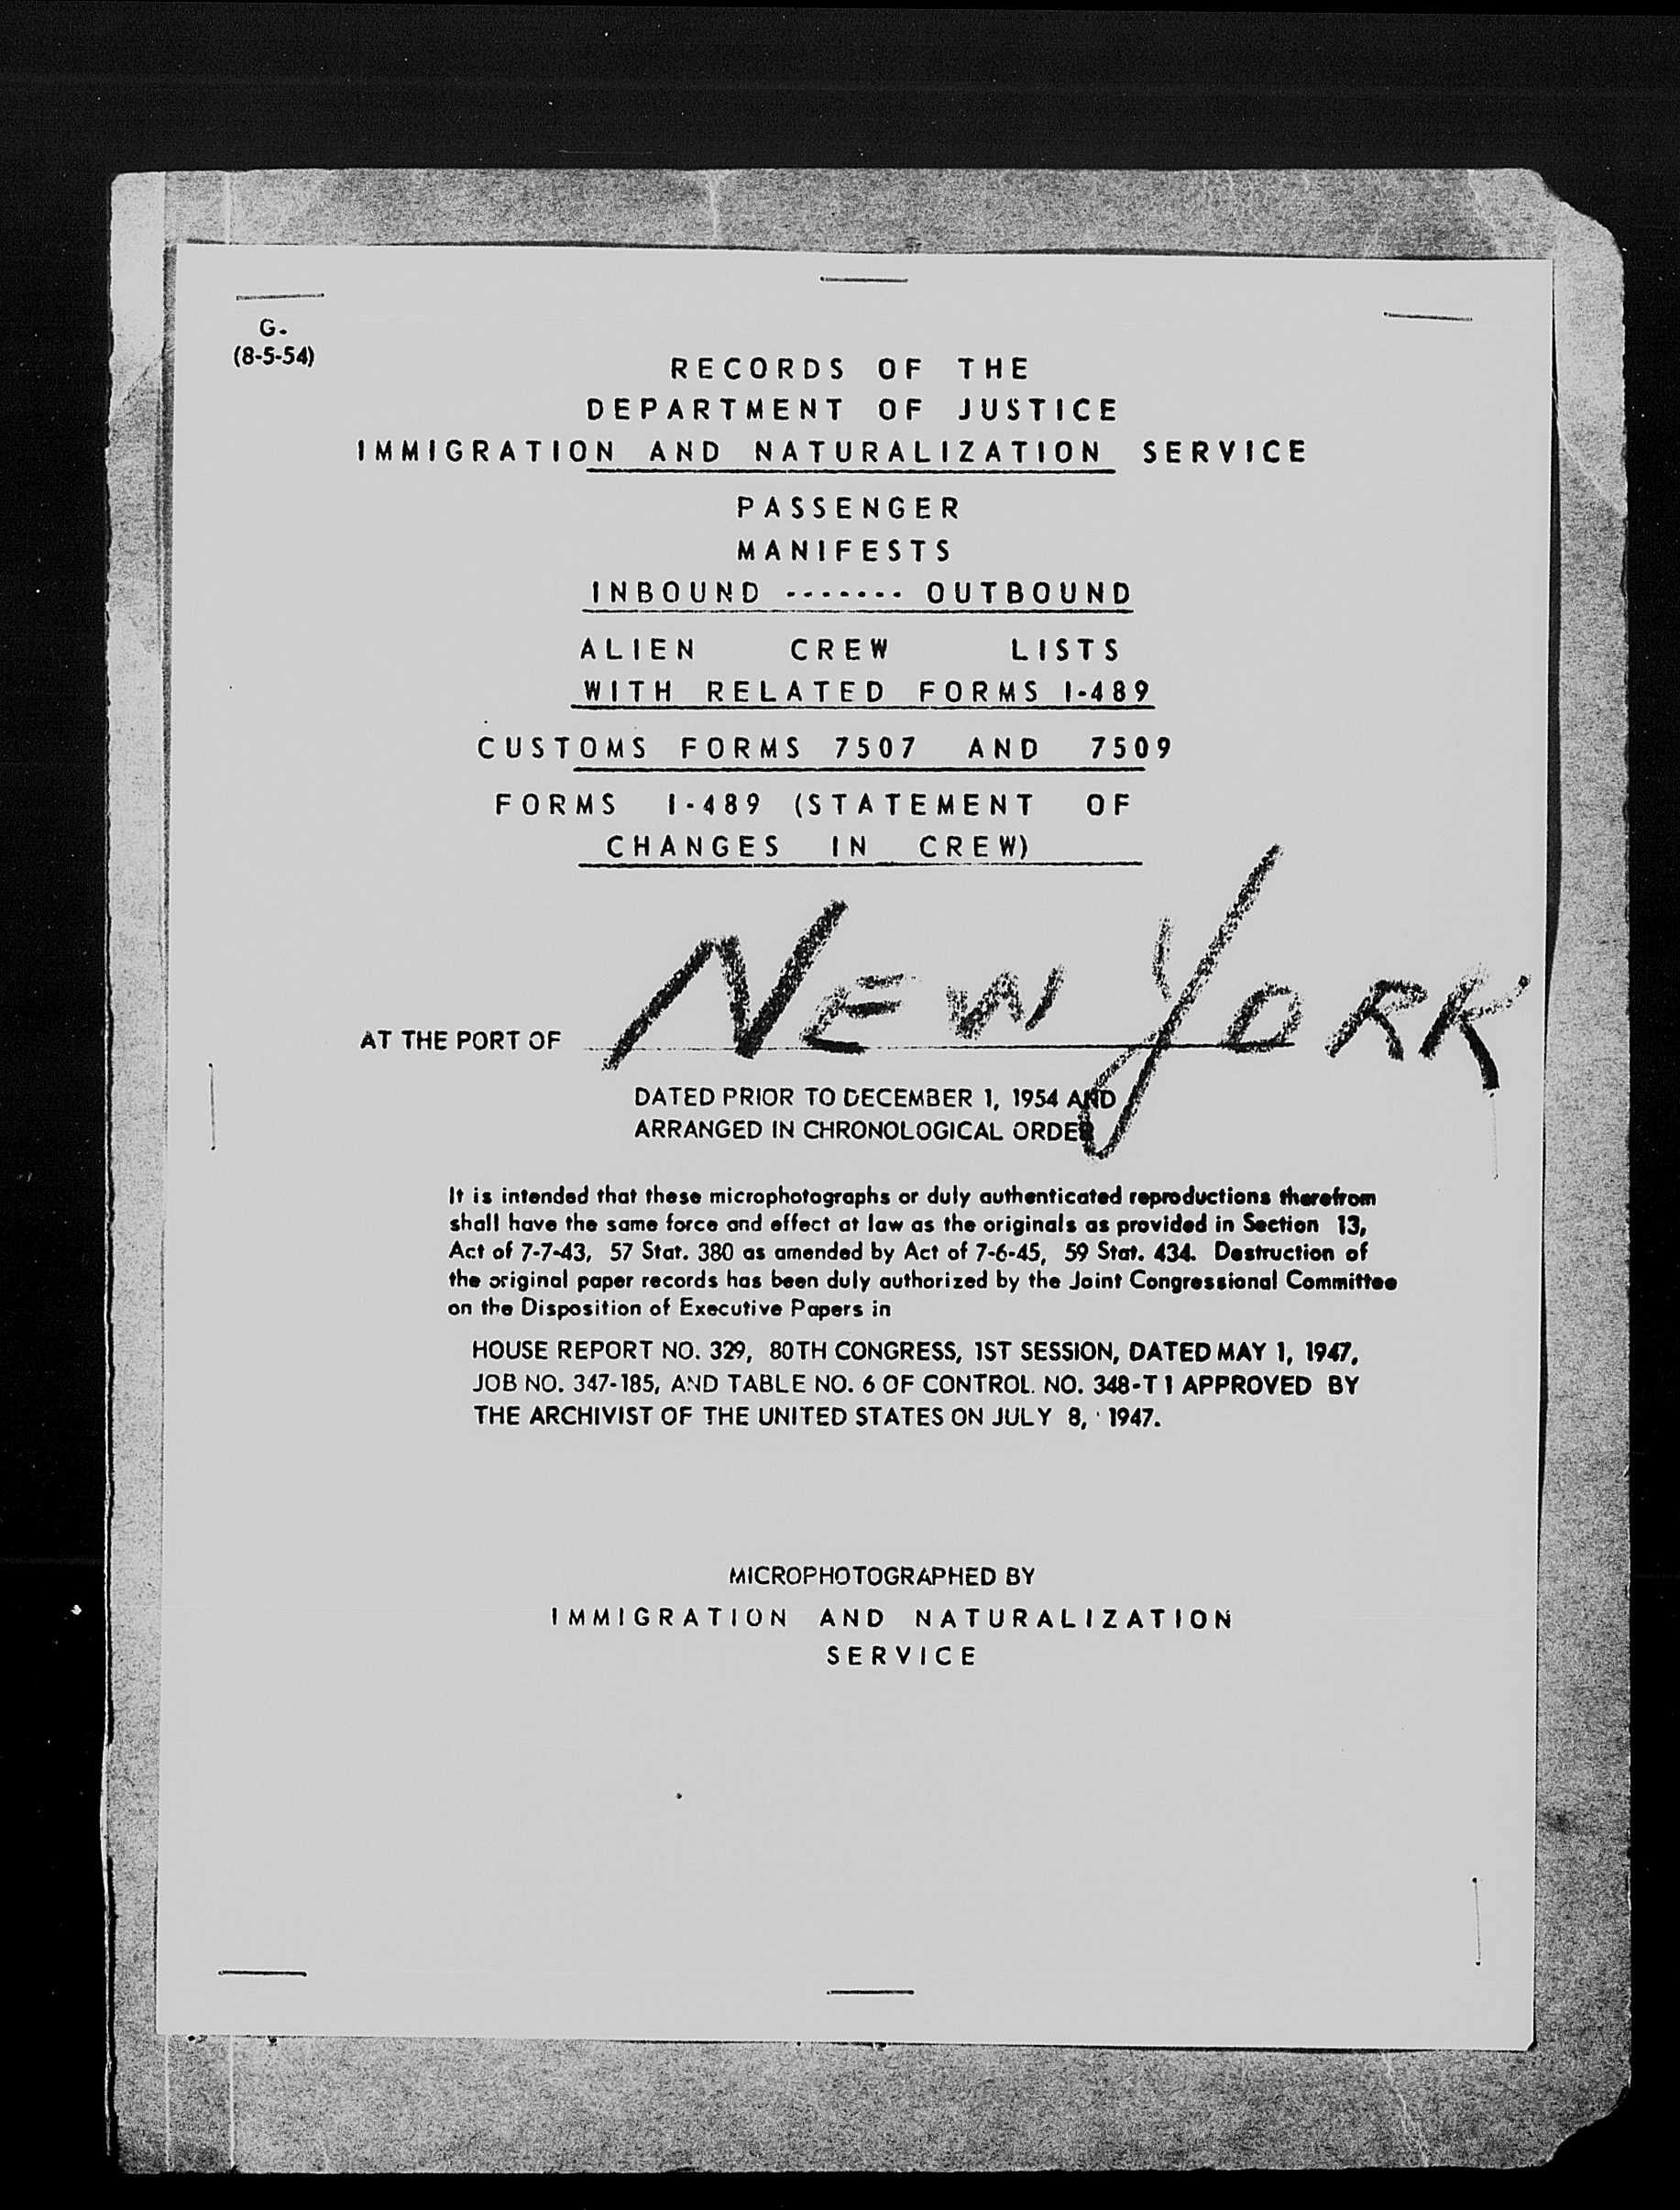 G.
(8-5-54)
RECORDS OF THE
DEPARTMENT OF JUSTICE
IMMIGRATION AND NATURALIZATION SERVICE
PASSENGER
MANIFESTS
INBOUND ------- OUTBOUND
ALIEN CREW LISTS
WITH RELATED FORMS I-489
CUSTOMS FORMS 7507 AND 7509
FORMS I-489 (STATEMENT OF
CHANGES IN CREW)
AT THE PORT OF NEW YORK
DATED PRIOR TO DECEMBER 1, 1954 AND
ARRANGED IN CHRONOLOGICAL ORDER
It is intended that these microphotographs or duly authenticated reproductions therefrom
shall have the same force and effect at law as the originals as provided in Section 13,
Act of 7-7-43, 57 Stat. 380 as amended by Act of 7-6-45, 59 Stat. 434. Destruction of
the original paper records has been duly authorized by the Joint Congressional Committee
on the Disposition of Executive Papers in
HOUSE REPORT NO. 329, 80TH CONGRESS, 1ST SESSION, DATED MAY 1, 1947,
JOB NO. 347-185, AND TABLE NO. 6 OF CONTROL NO. 348-T1 APPROVED BY
THE ARCHIVIST OF THE UNITED STATES ON JULY 8, 1947.
MICROPHOTOGRAPHED BY
IMMIGRATION AND NATURALIZATION
SERVICE